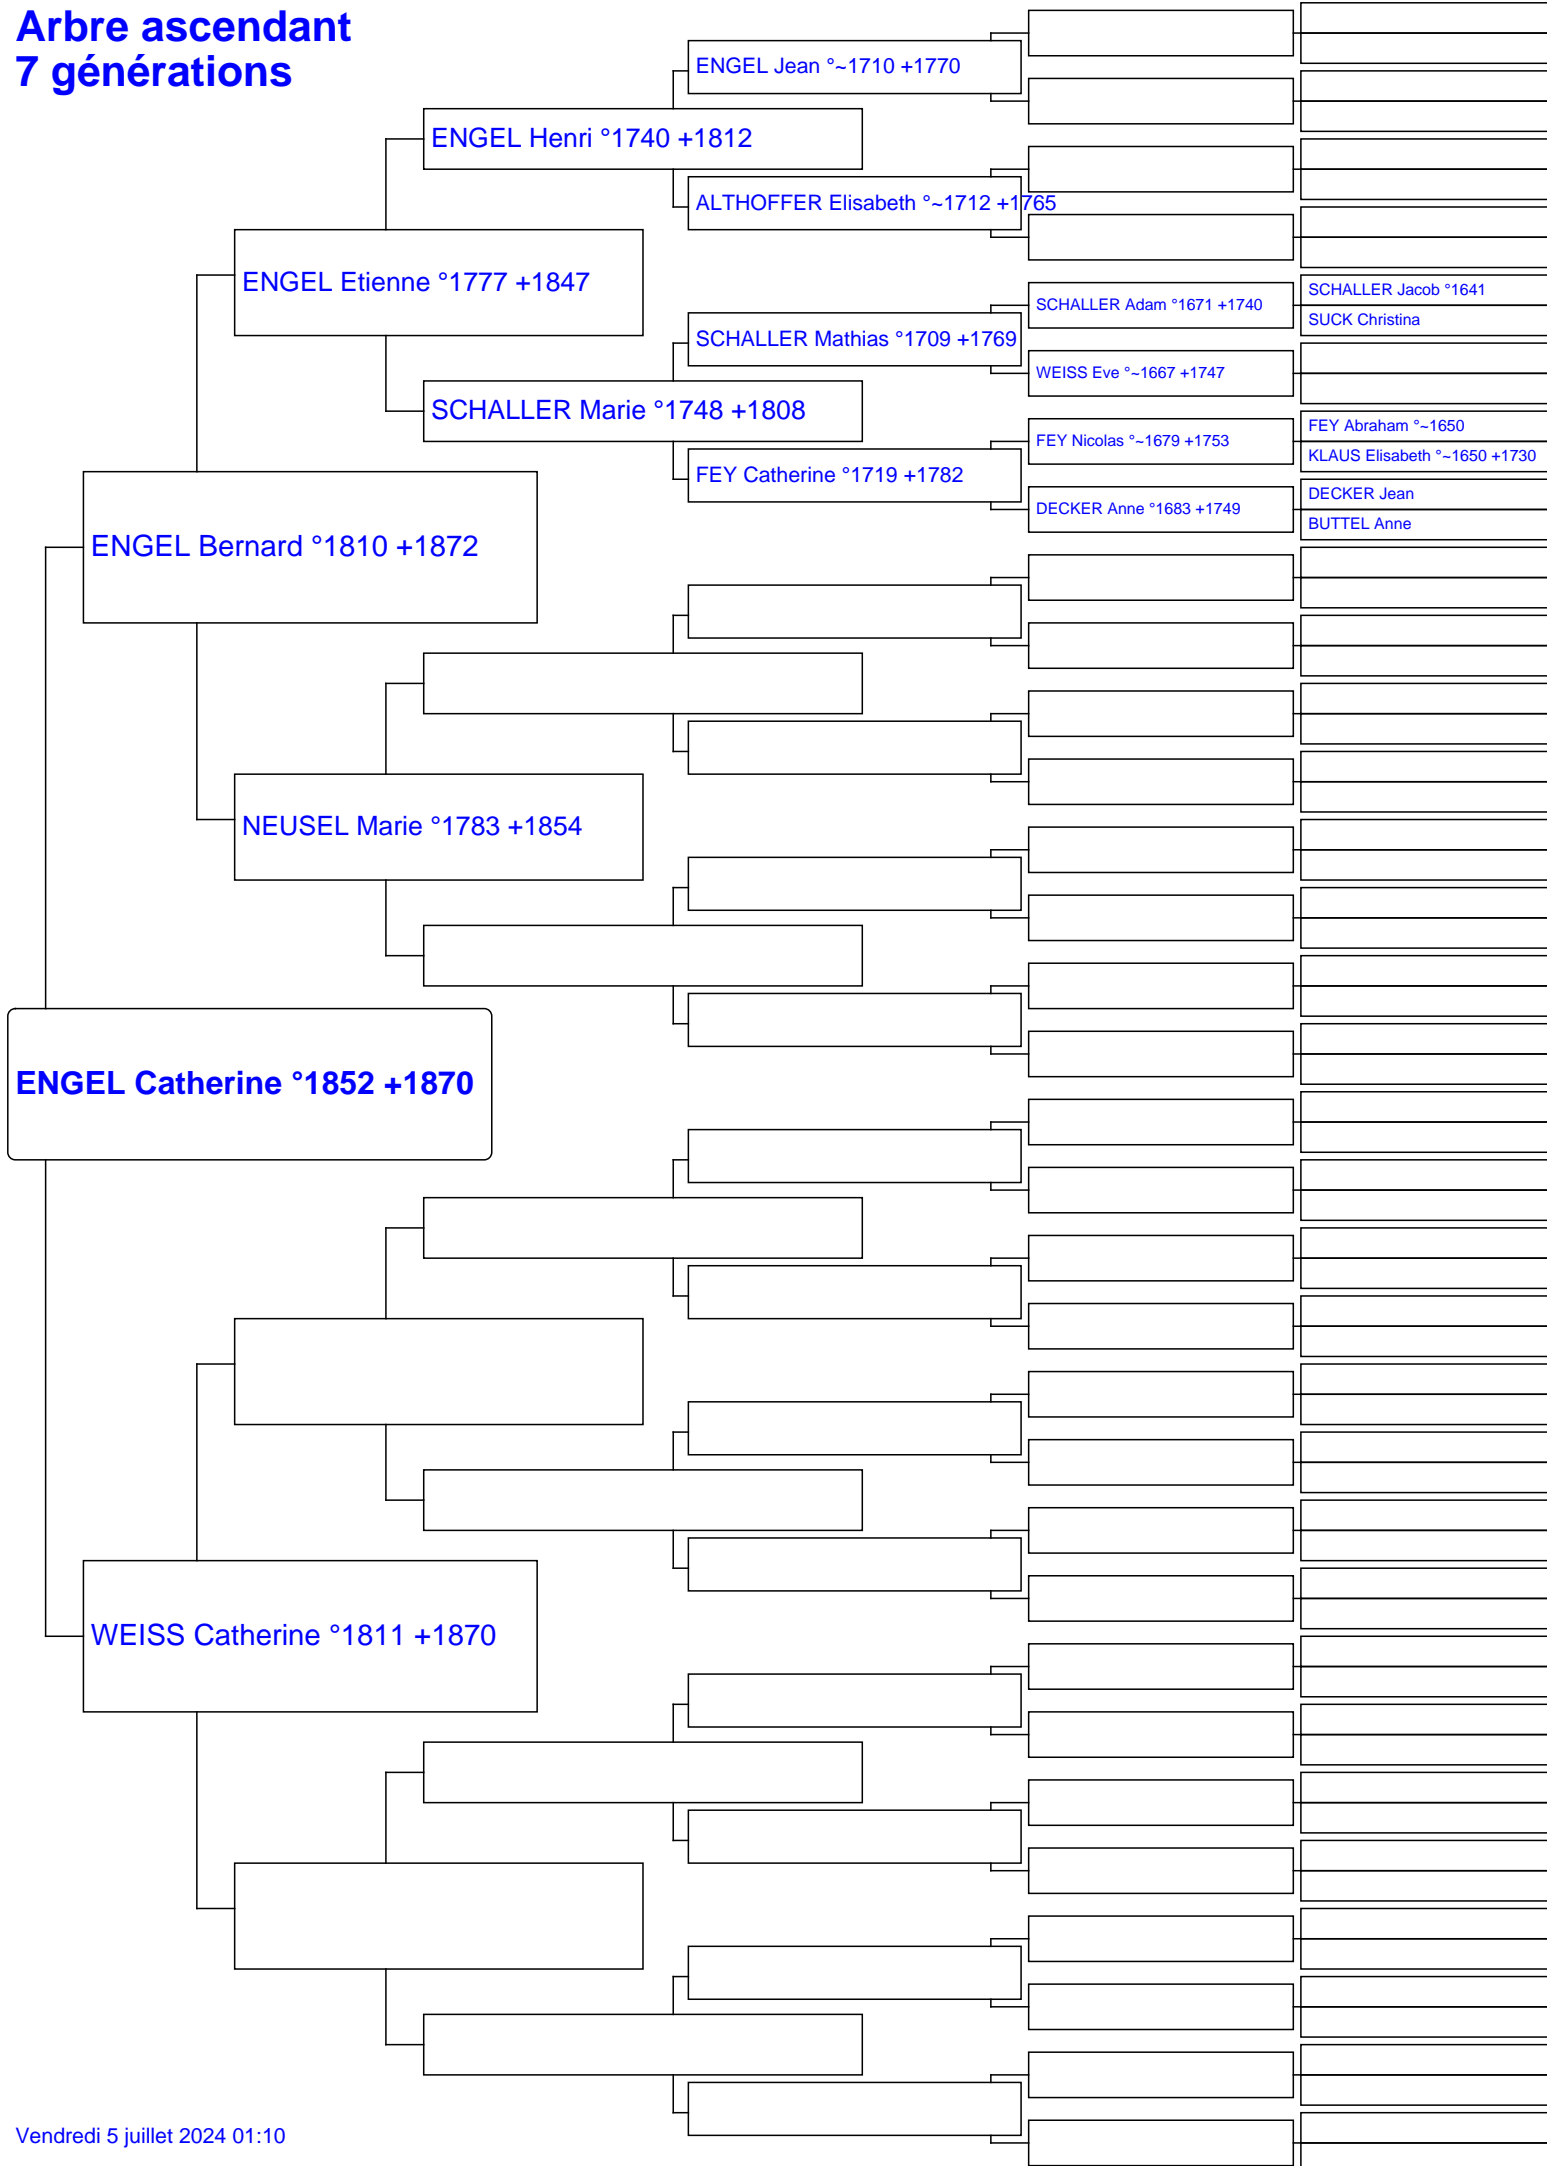 Arbre ascendant
7 générations
ENGEL Jean °~1710 +1770
ENGEL Henri °1740 +1812
ALTHOFFER Elisabeth °~1712 +1765
ENGEL Etienne °1777 +1847
SCHALLER Jacob °1641
SCHALLER Adam °1671 +1740
SUCK Christina
SCHALLER Mathias °1709 +1769
WEISS Eve °~1667 +1747
SCHALLER Marie °1748 +1808
FEY Abraham °~1650
FEY Nicolas °~1679 +1753
KLAUS Elisabeth °~1650 +1730
FEY Catherine °1719 +1782
DECKER Jean
DECKER Anne °1683 +1749
BUTTEL Anne
ENGEL Bernard °1810 +1872
NEUSEL Marie °1783 +1854
ENGEL Catherine °1852 +1870
WEISS Catherine °1811 +1870
Vendredi 5 juillet 2024 01:10